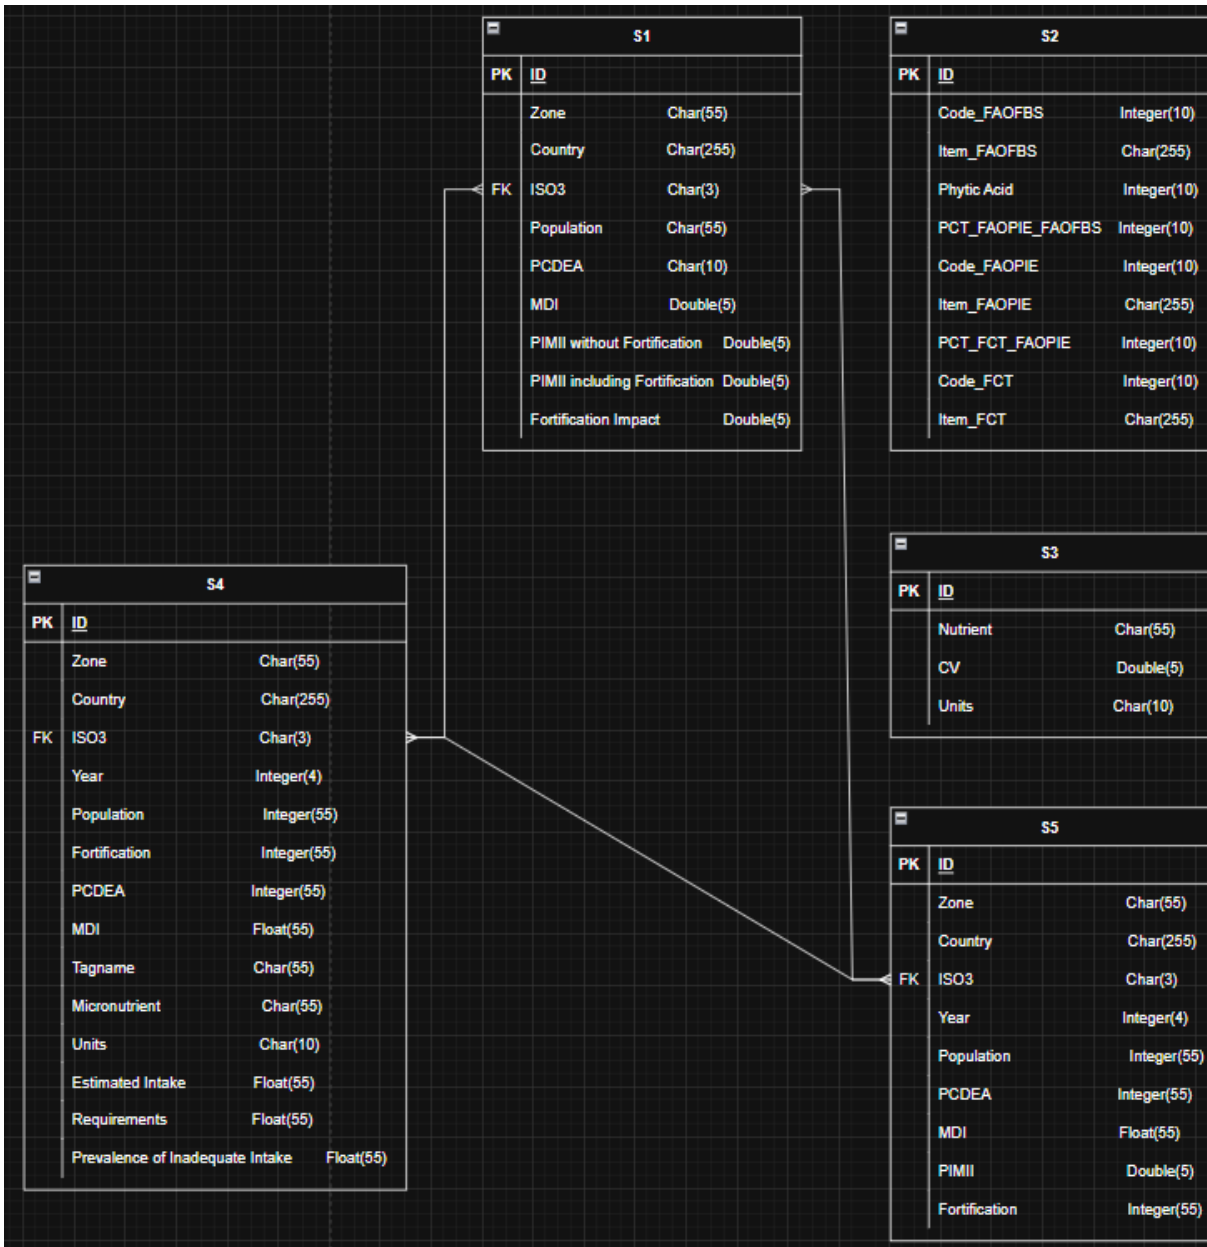 S1
PK ID
Zone Char(55)
Country Char(255)
FK ISO3 Char(3)
Population Char(55)
PCDEA Char(10)
MDI Double(5)
PIMII without Fortification Double(5)
PIMII including Fortification Double(5)
Fortification Impact Double(5)
S2
PK ID
Code_FAOFBS Integer(10)
Item_FAOFBS Char(255)
Phytic Acid Integer(10)
PCT_FAOPIE_FAOFBS Integer(10)
Code_FAOPIE Integer(10)
Item_FAOPIE Char(255)
PCT_FCT_FAOPIE Integer(10)
Code_FCT Integer(10)
Item_FCT Char(255)
S3
PK ID
Nutrient Char(55)
CV Double(5)
Units Char(10)
S4
PK ID
Zone Char(55)
Country Char(255)
FK ISO3 Char(3)
Year Integer(4)
Population Integer(55)
Fortification Integer(55)
PCDEA Integer(55)
MDI Float(55)
Tagname Char(55)
Micronutrient Char(55)
Units Char(10)
Estimated Intake Float(55)
Requirements Float(55)
Prevalence of Inadequate Intake Float(55)
S5
PK ID
Zone Char(55)
Country Char(255)
FK ISO3 Char(3)
Year Integer(4)
Population Integer(55)
PCDEA Integer(55)
MDI Float(55)
PIMII Double(5)
Fortification Integer(55)